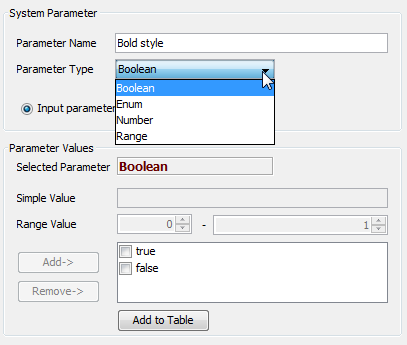 System Parameter
Parameter Name Bold style
Parameter Type Boolean
Boolean
Enum
Number
Range
Input parameter
Parameter Values
Selected Parameter Boolean
Simple Value
Range Value 0 - 1
true
false
Add->
Remove->
Add to Table